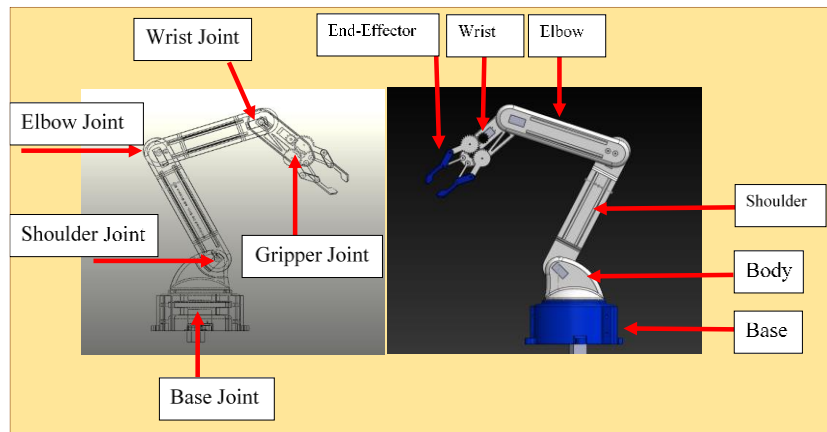 Wrist Joint
End-Effector
Wrist
Elbow
Elbow Joint
Shoulder Joint
Gripper Joint
Shoulder
Body
Base
Base Joint